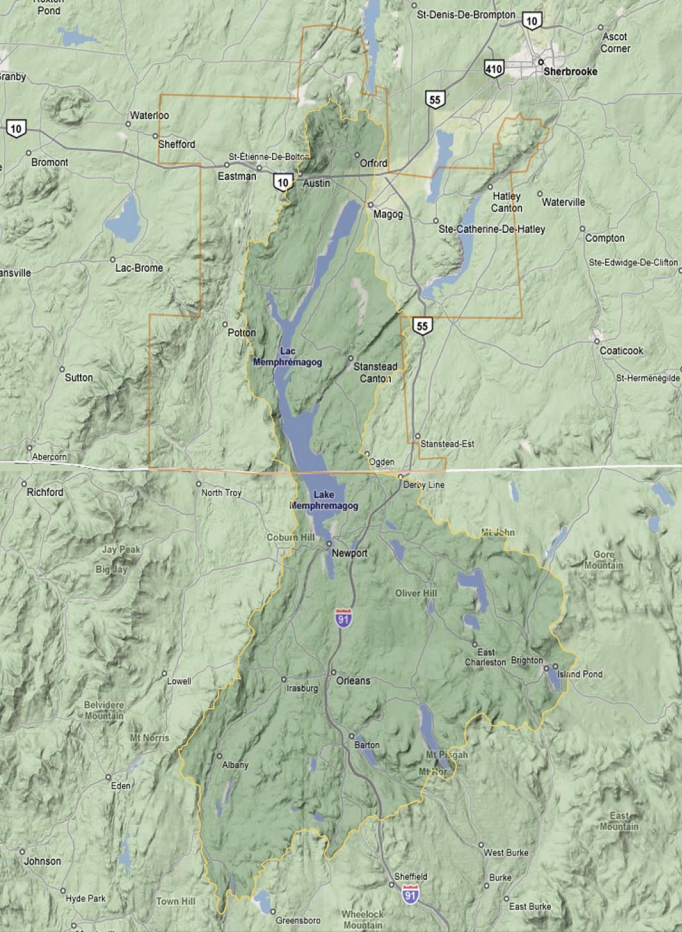 Pond
St-Denis-De-Brompton
10
Ascot
Corner
410
Sherbrooke
55
Waterloo
10
Shefford
Bromont
St-Étienne-De-Bolton
Eastman
10
Austin
Orford
Magog
Hatley
Canton
Waterville
Ste-Catherine-De-Hatley
Compton
Ste-Edwidge-De-Clifton
Lac-Brome
55
Potton
Coaticook
Lac
Memphrémagog
Stanstead
Canton
St-Herménégilde
Sutton
Stanstead-Est
Abercorn
Ogden
Derby Line
Richford
North Troy
Lake
Memphremagog
Coburn Hill
Mt John
Newport
Jay Peak
Big Jay
Gore
Mountain
Oliver Hill
91
East
Charleston
Brighton
Island Pond
Lowell
Irasburg
Orleans
Belvidere
Mountain
Mt Norris
Barton
Mt Pisgah
Mt Hor
Albany
Eden
East
Mountain
Johnson
West Burke
Sheffield
Burke
91
Hyde Park
Town Hill
East Burke
Greensboro
Wheelock
Mountain